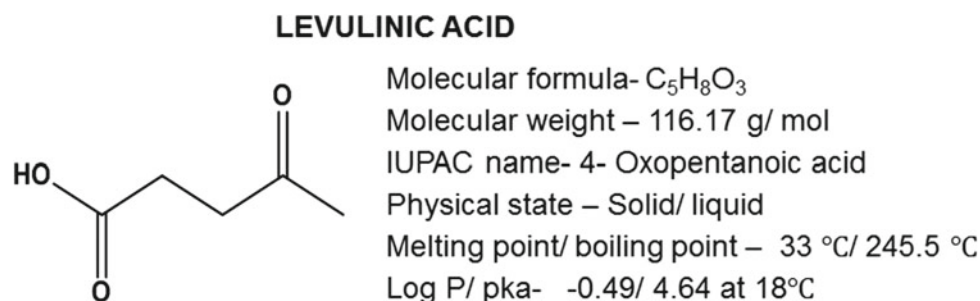 LEVULINIC ACID
Molecular formula- C₅H₈O₃
Molecular weight – 116.17 g/ mol
IUPAC name- 4- Oxopentanoic acid
Physical state – Solid/ liquid
Melting point/ boiling point – 33 ℃/ 245.5 ℃
Log P/ pka- -0.49/ 4.64 at 18℃
O
HO
O